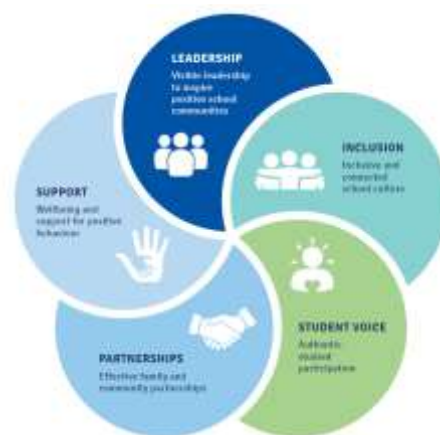 LEADERSHIP
Visible leadership
to inspire
positive school
communities
INCLUSION
Inclusive and
connected
school culture
STUDENT VOICE
Authentic
student
participation
PARTNERSHIPS
Effective family and
community partnerships
SUPPORT
Wellbeing and
support for positive
behaviour